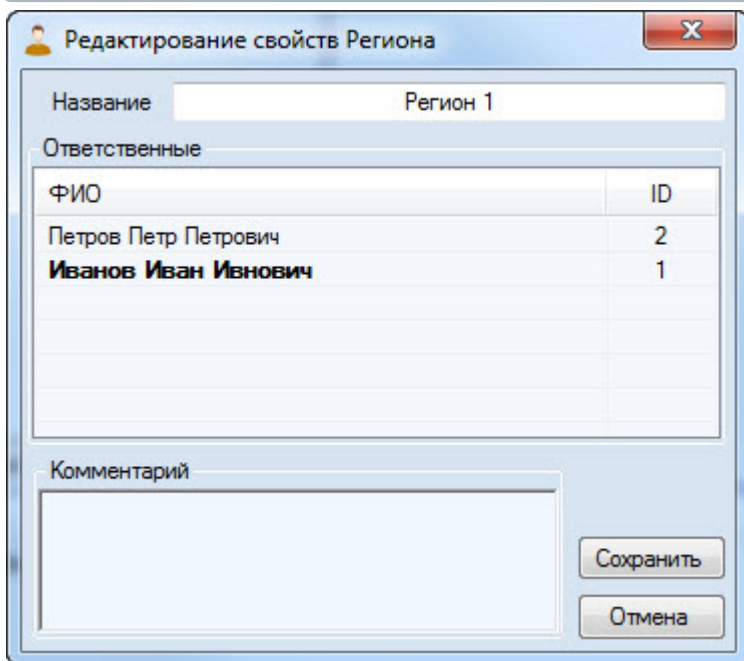 Редактирование свойств Региона
Название Регион 1
Ответственные
ФИО ID
Петров Петр Петрович 2
Иванов Иван Ивнович 1
Комментарий
Сохранить
Отмена